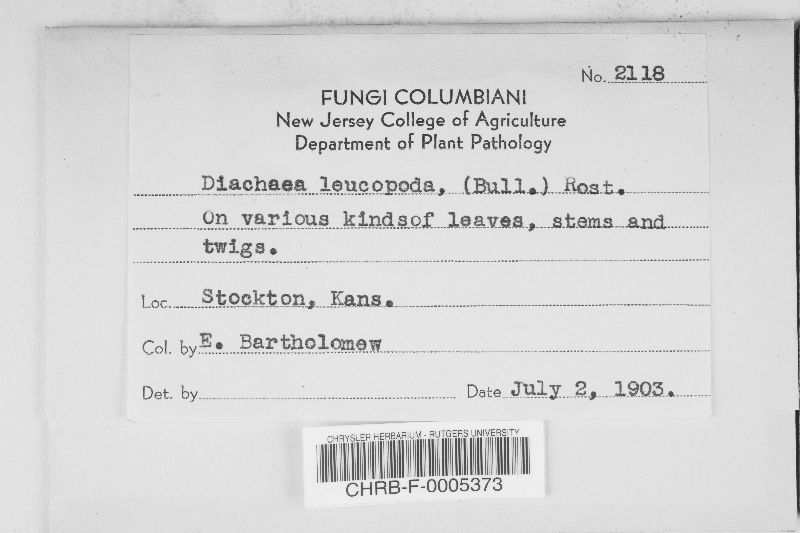 No. 2118
FUNGI COLUMBIANI
New Jersey College of Agriculture
Department of Plant Pathology
Diachaea leucopoda, (Bull.) Rost.
On various kindsof leaves, stems and
twigs.
Loc. Stockton, Kans.
Col. by E. Bartholomew
Det. by Date July 2, 1903.
CHRYSLER HERBARIUM - RUTGERS UNIVERSITY
CHRB-F-0005373